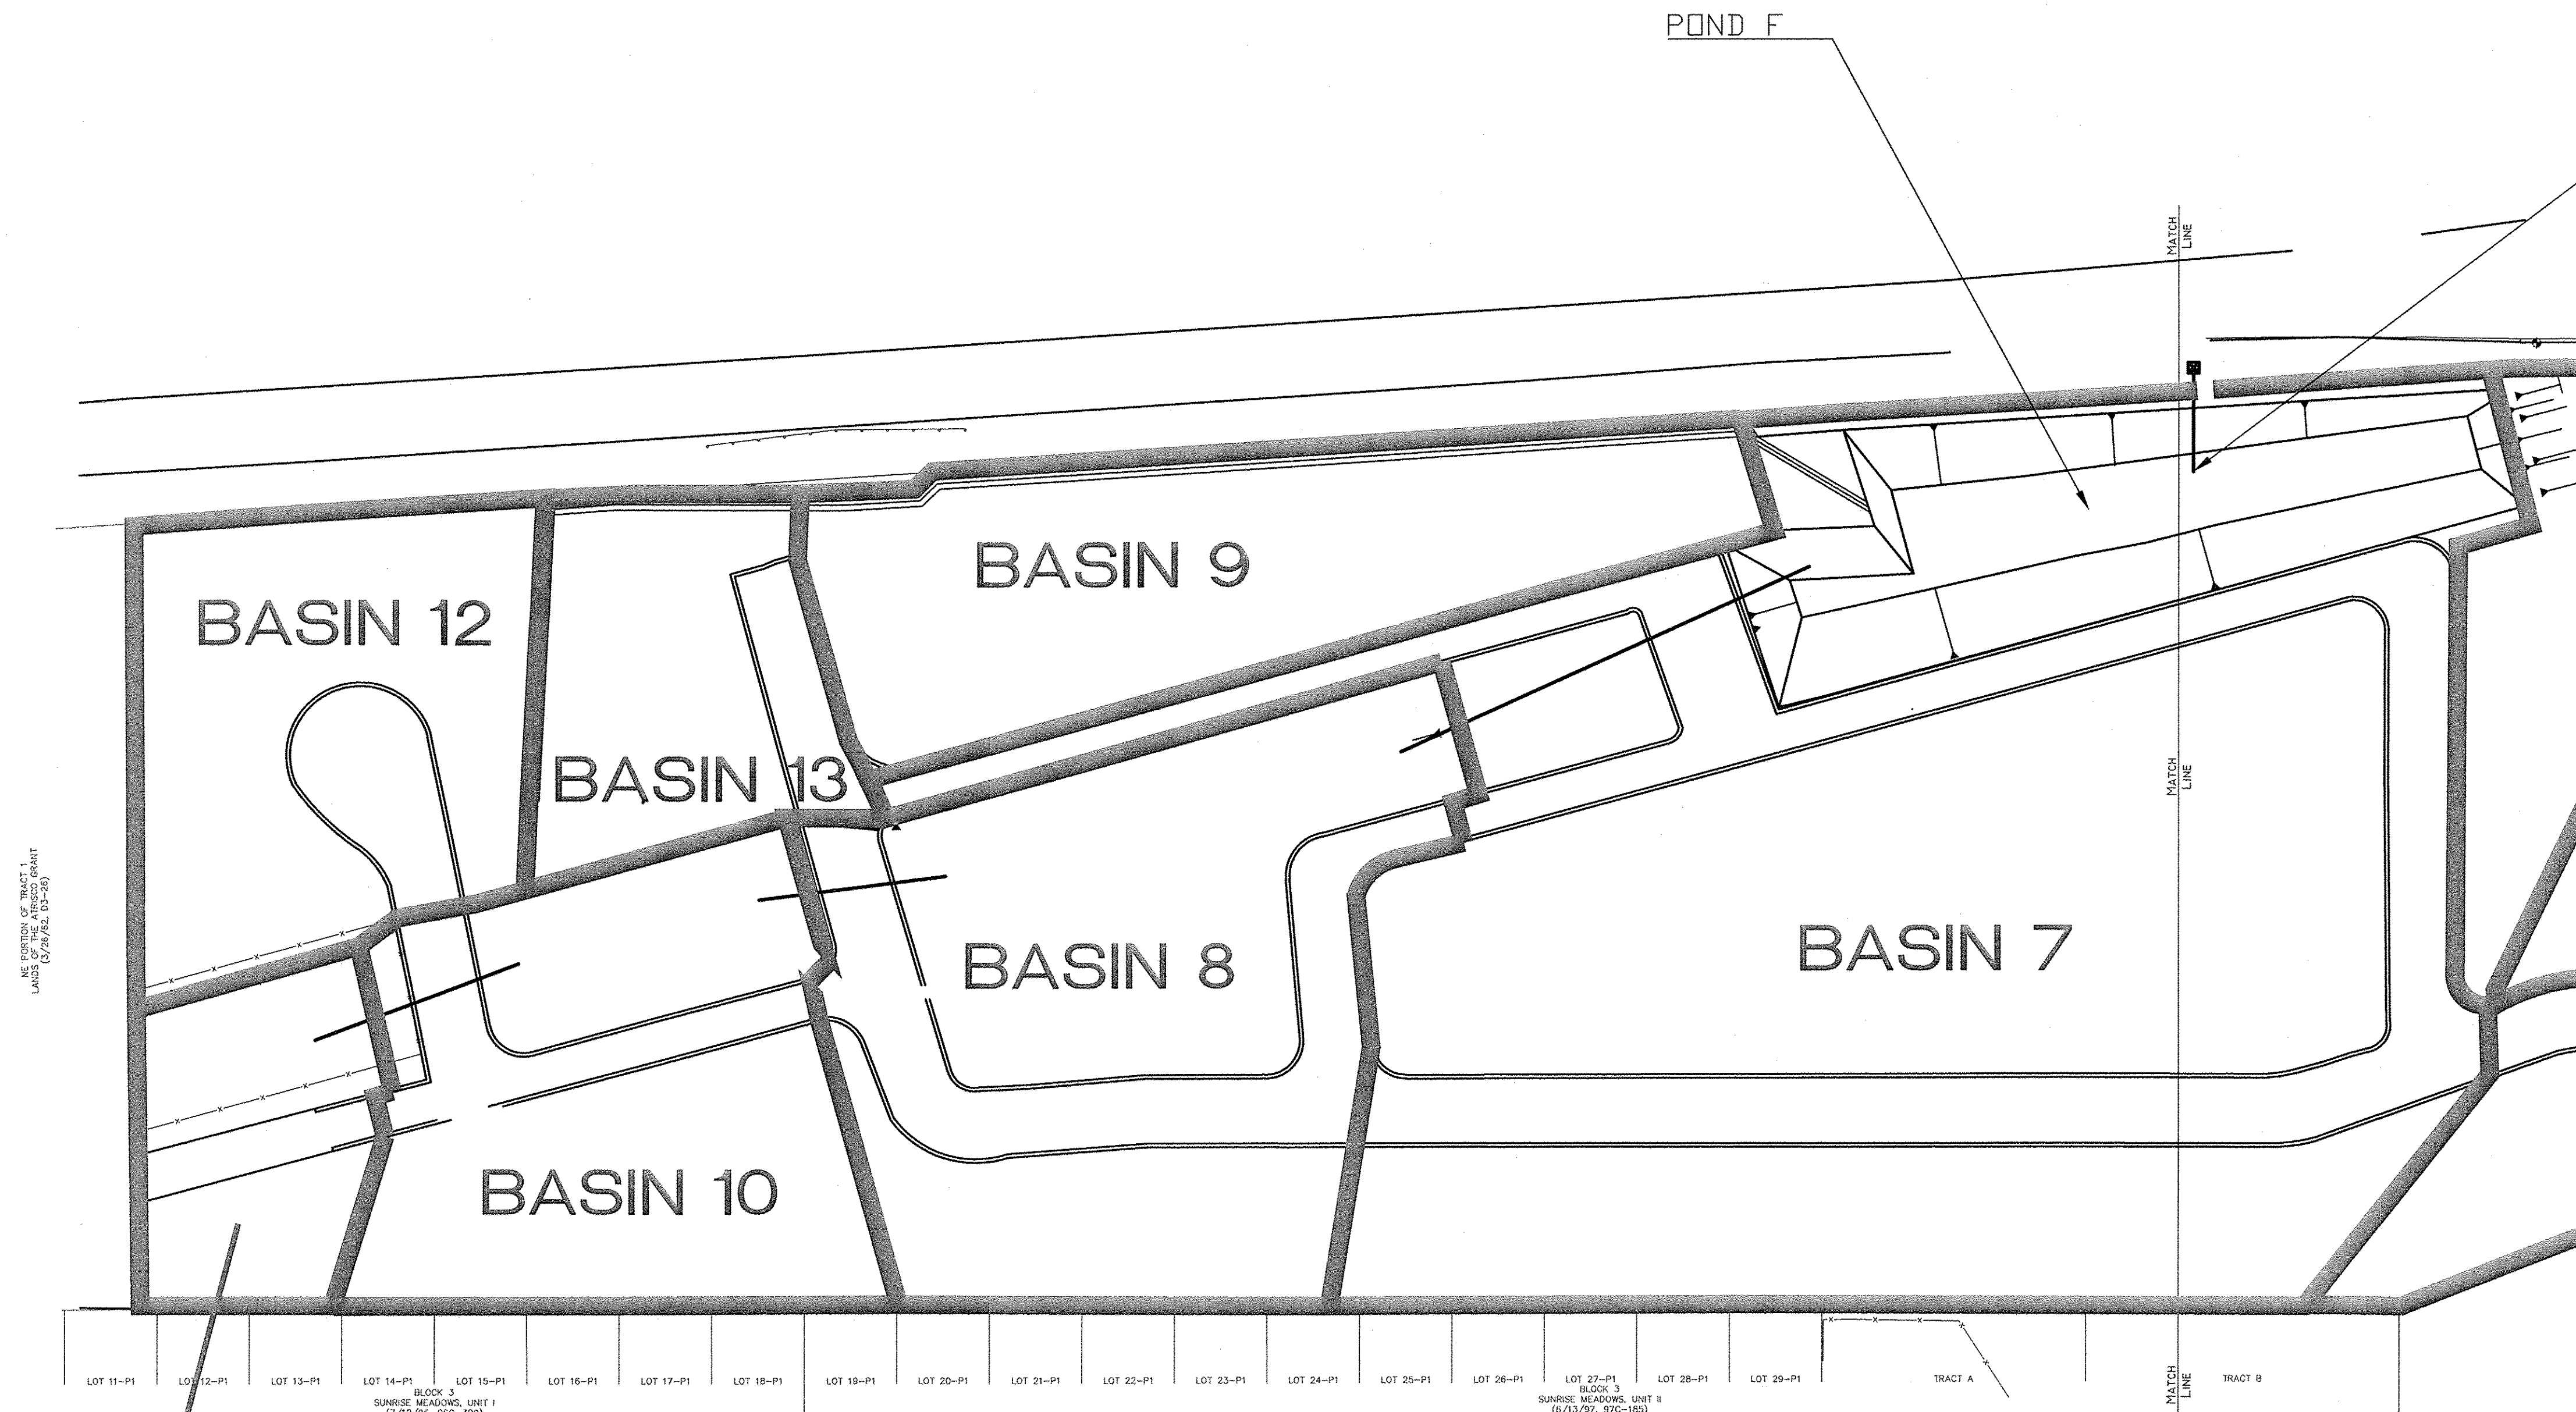 POND F
MATCH
LINE
BASIN 9
BASIN 12
BASIN 13
MATCH
LINE
NE PORTION OF TRACT 1
LANDS OF THE ATRISCO GRANT
(3/26/62, D3-26)
BASIN 8
BASIN 7
BASIN 10
LOT 11-P1
LOT 12-P1
LOT 13-P1
LOT 14-P1
LOT 15-P1
LOT 16-P1
LOT 17-P1
LOT 18-P1
LOT 19-P1
LOT 20-P1
LOT 21-P1
LOT 22-P1
LOT 23-P1
LOT 24-P1
LOT 25-P1
LOT 26-P1
LOT 27-P1
LOT 28-P1
LOT 29-P1
TRACT A
MATCH
LINE
TRACT B
BLOCK 3
SUNRISE MEADOWS, UNIT I
BLOCK 3
SUNRISE MEADOWS, UNIT II
(6/13/97, 97C-185)